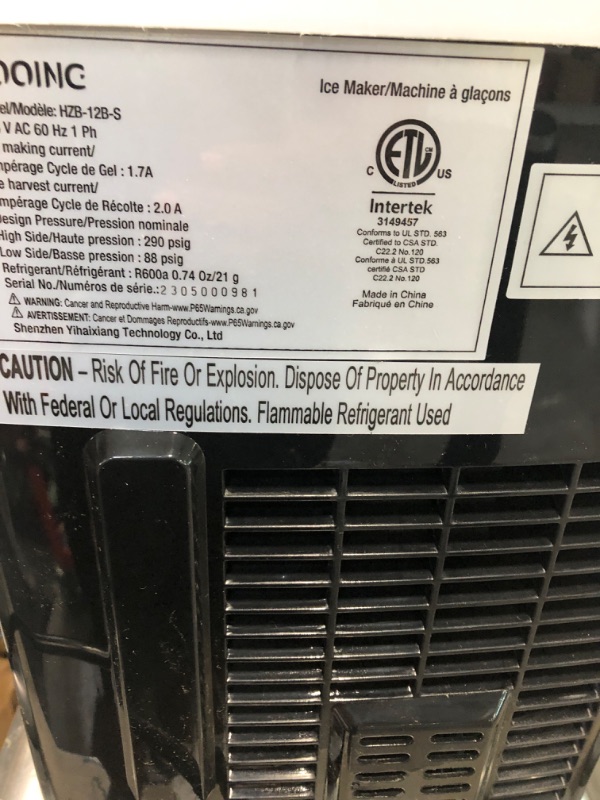 OOINC
Ice Maker/Machine à glaçons
el/Modèle: HZB-12B-S
V AC 60 Hz 1 Ph
making current/
mpérage Cycle de Gel : 1.7A
e harvest current/
mpérage Cycle de Récolte : 2.0 A
esign Pressure/Pression nominale
High Side/Haute pression : 290 psig
Low Side/Basse pression : 88 psig
Refrigerant/Réfrigérant : R600a 0.74 Oz/21 g
Serial No./Numéros de série.:2305000981
WARNING: Cancer and Reproductive Harm-www.P65Warnings.ca.gov
AVERTISSEMENT: Cancer et Dommages Reproductifs-www.P65Warnings.ca.gov
Shenzhen Yihaixiang Technology Co., Ltd
C ETL CM US
LISTED
Intertek
3149457
Conforms to UL STD. 563
Certified to CSA STD.
C22.2 No.120
Conforme à UL STD.563
certifié CSA STD
C22.2 No.120
Made in China
Fabriqué en Chine
CAUTION – Risk Of Fire Or Explosion. Dispose Of Property In Accordance
With Federal Or Local Regulations. Flammable Refrigerant Used